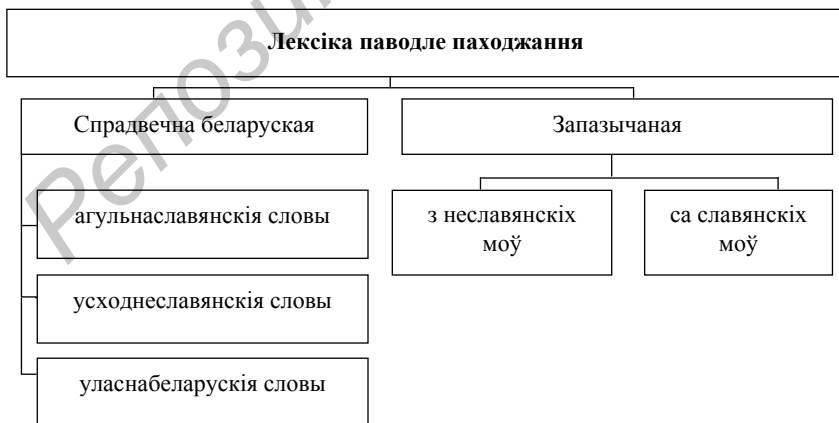 Лексіка паводле паходжання
Спрадвечна беларуская
Запазычаная
агульнаславянскія словы
усходнеславянскія словы
уласнабеларускія словы
з неславянскіх
моў
са славянскіх
моў